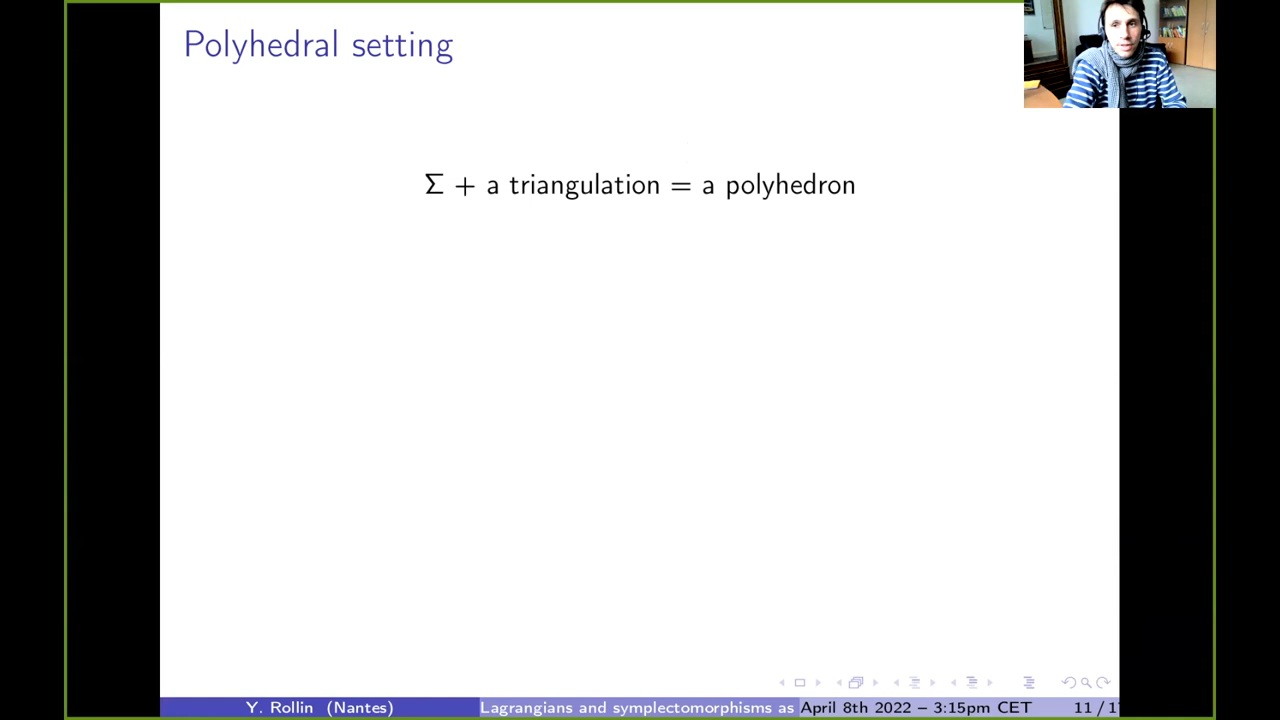 Polyhedral setting
Σ + a triangulation = a polyhedron
Y. Rollin (Nantes)
Lagrangians and symplectomorphisms as
April 8th 2022 – 3:15pm CET
11 / 1